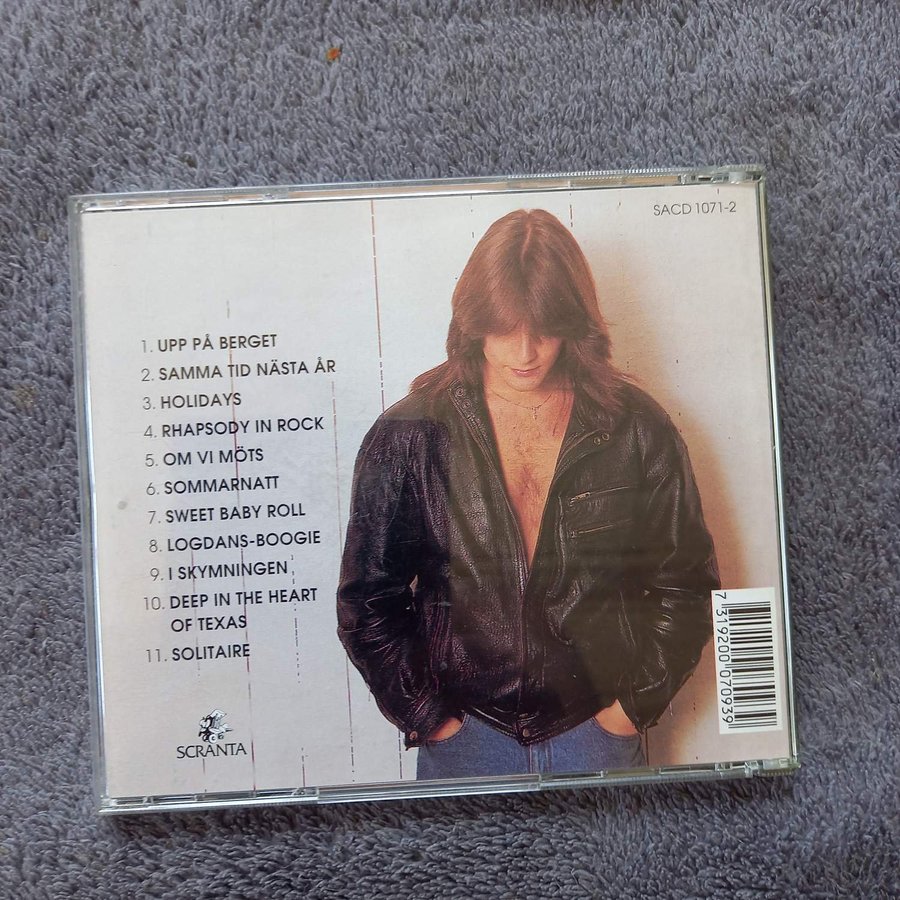 SACD 1071-2
1. UPP PÅ BERGET
2. SAMMA TID NÄSTA ÅR
3. HOLIDAYS
4. RHAPSODY IN ROCK
5. OM VI MÖTS
6. SOMMARNATT
7. SWEET BABY ROLL
8. LOGDANS-BOOGIE
9. I SKYMNINGEN
10. DEEP IN THE HEART
OF TEXAS
11. SOLITAIRE
SCRANTA
7 319200 070939